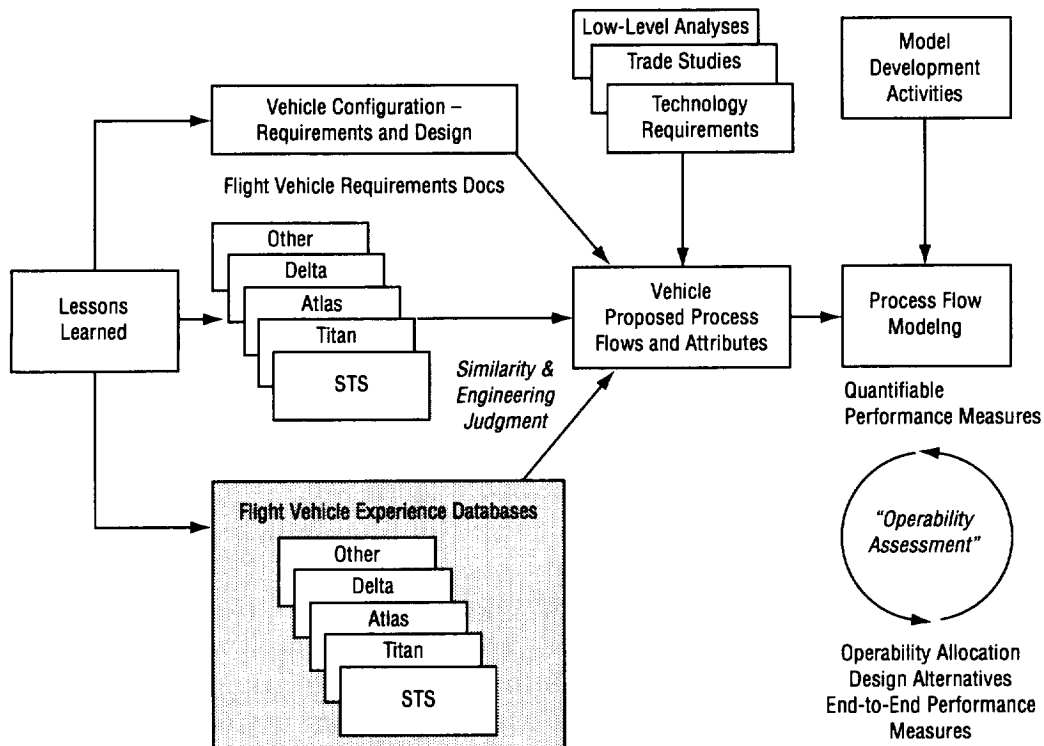 Low-Level Analyses
Trade Studies
Technology
Requirements
Model
Development
Activities
Vehicle Configuration –
Requirements and Design
Flight Vehicle Requirements Docs
Other
Delta
Atlas
Titan
STS
Lessons
Learned
Vehicle
Proposed Process
Flows and Attributes
Process Flow
Modelng
Similarity &
Engineering
Judgment
Quantifiable
Performance Measures
Flight Vehicle Experience Databases
Other
Delta
Atlas
Titan
STS
"Operability
Assessment"
Operability Allocation
Design Alternatives
End-to-End Performance
Measures